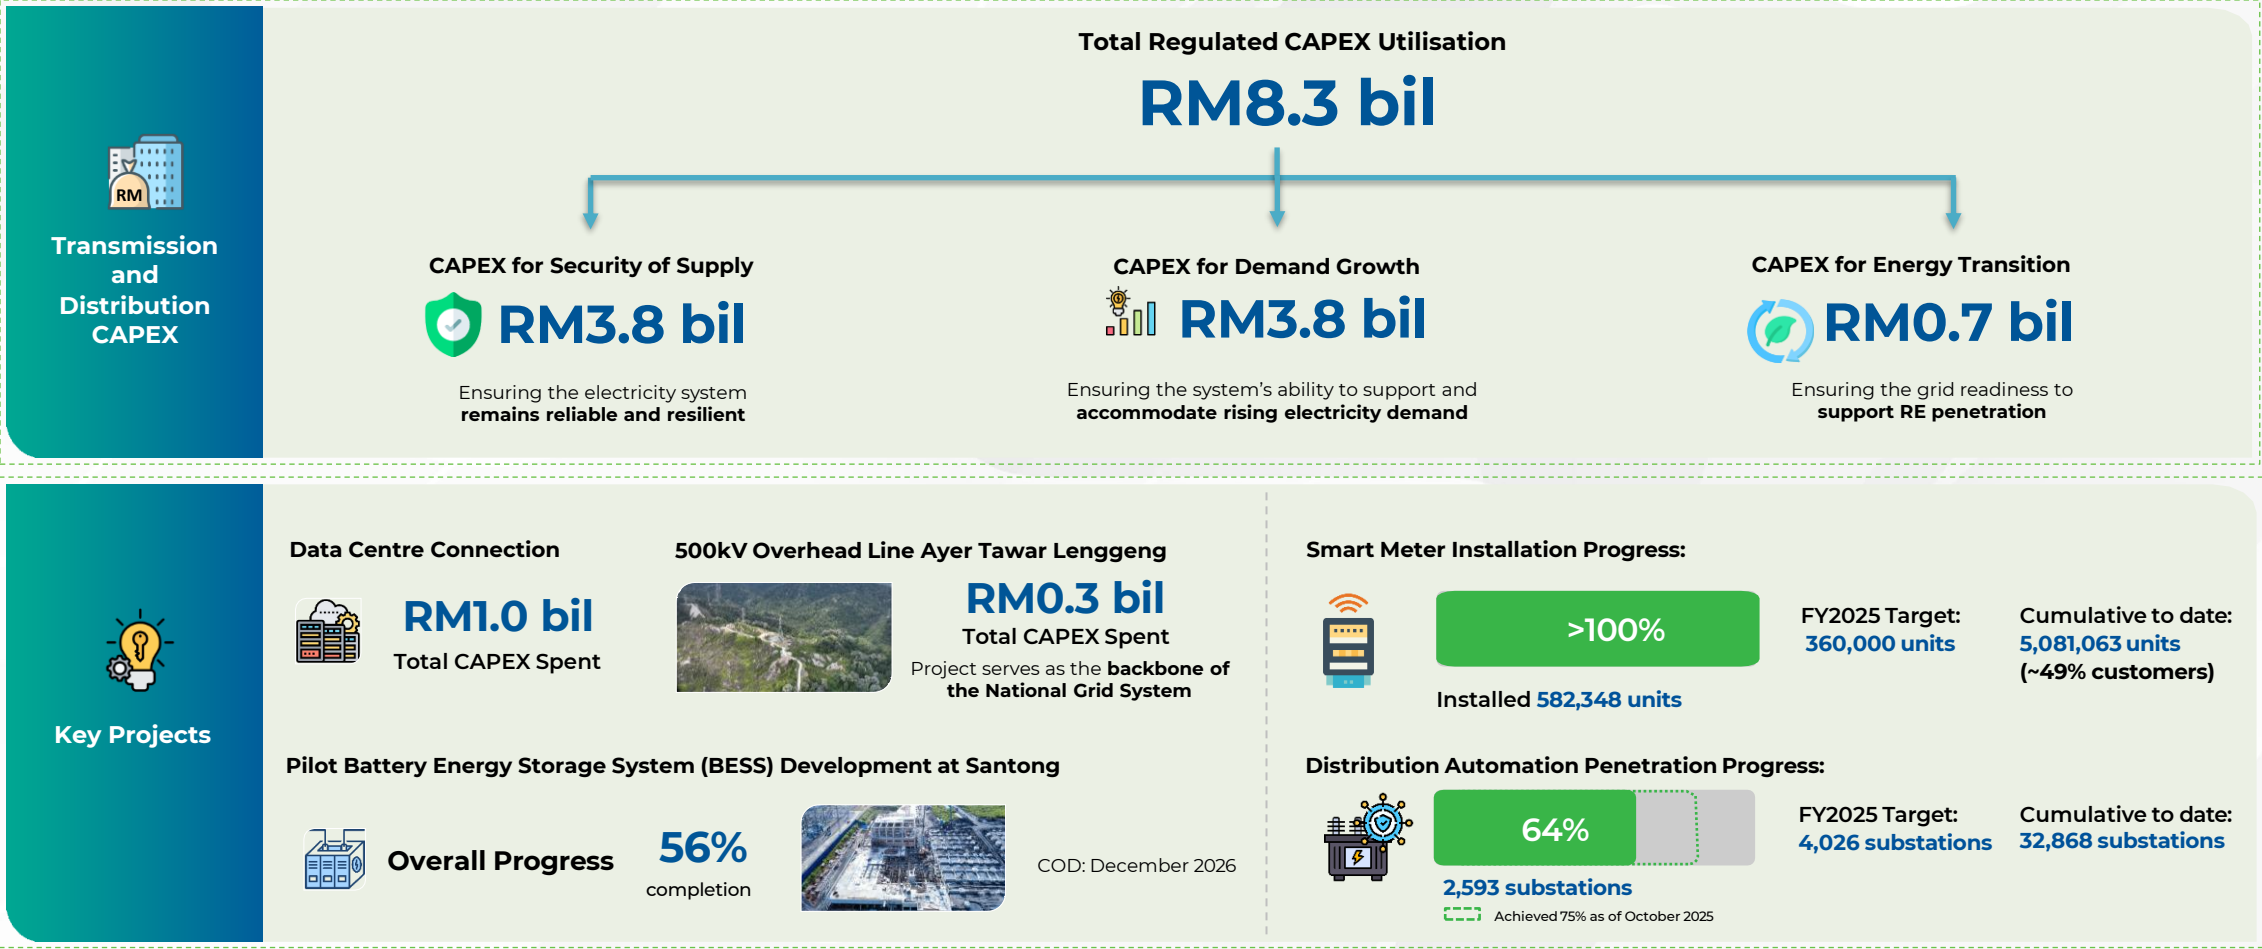 Total Regulated CAPEX Utilisation
RM8.3 bil
RM
Transmission
and
Distribution
CAPEX
CAPEX for Security of Supply
RM3.8 bil
Ensuring the electricity system
remains reliable and resilient
CAPEX for Demand Growth
RM3.8 bil
Ensuring the system's ability to support and
accommodate rising electricity demand
CAPEX for Energy Transition
RM0.7 bil
Ensuring the grid readiness to
support RE penetration
Key Projects
Data Centre Connection
RM1.0 bil
Total CAPEX Spent
500kV Overhead Line Ayer Tawar Lenggeng
RM0.3 bil
Total CAPEX Spent
Project serves as the backbone of
the National Grid System
Pilot Battery Energy Storage System (BESS) Development at Santong
Overall Progress
56%
completion
COD: December 2026
Smart Meter Installation Progress:
>100%
Installed 582,348 units
FY2025 Target:
360,000 units
Cumulative to date:
5,081,063 units
(~49% customers)
Distribution Automation Penetration Progress:
64%
2,593 substations
Achieved 75% as of October 2025
FY2025 Target:
4,026 substations
Cumulative to date:
32,868 substations